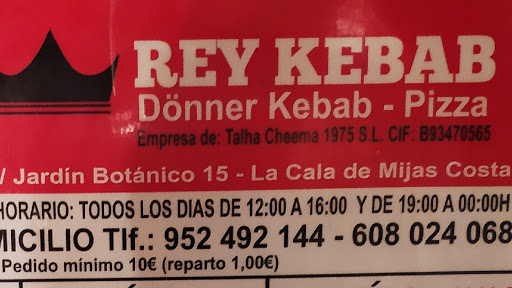 REY KEBAB
Dönner Kebab - Pizza
Empresa de: Talha Cheema 1975 S.L. CIF: B93470565
/ Jardín Botánico 15 - La Cala de Mijas Costa
HORARIO: TODOS LOS DIAS DE 12:00 A 16:00 Y DE 19:00 A 00:00H
MICILIO Tlf.: 952 492 144 - 608 024 068
Pedido mínimo 10€ (reparto 1,00€)